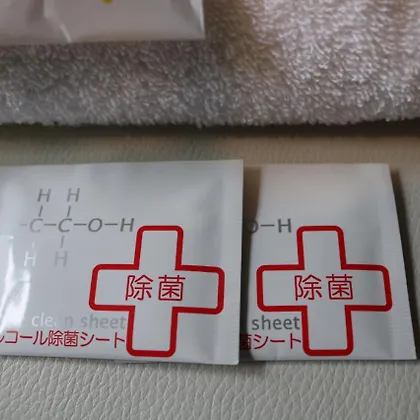 H H
-C-C-O-H
H H
除菌
clean sheet
ルコール除菌シート
O-H
除菌
sheet
菌シート